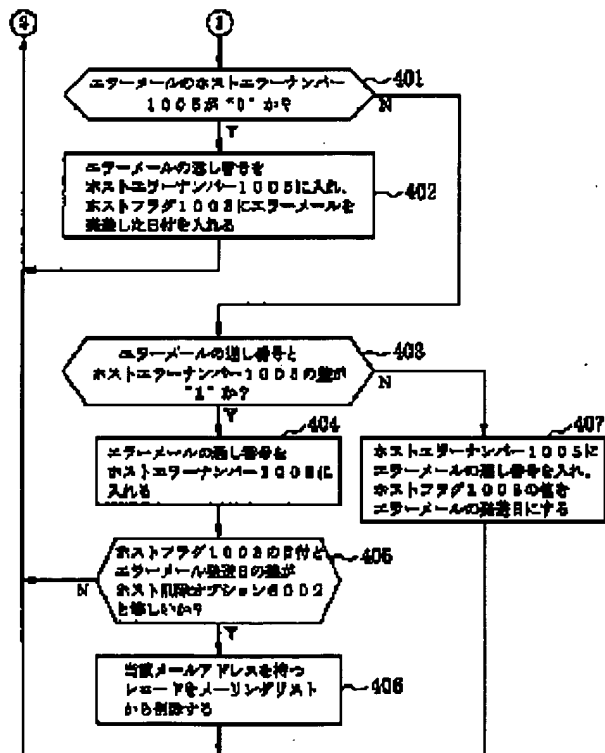 エラーメールのホストエラーナンバー
1005が "0" か?
401
N
Y
エラーメールの通し番号を
ホストエラーナンバー1005に入れ、
ホストフラグ1003にエラーメールを
した日付を入れる
402
エラーメールの通し番号と
ホストエラーナンバー1005の差が
"1" か?
403
N
Y
404
エラーメールの通し番号を
ホストエラーナンバー1005に
入れる
407
ホストエラーナンバー1005に
エラーメールの通し番号を入れ、
ホストフラグ1003の値を
エラーメールの発送日にする
ホストフラグ1003の日付と
エラーメール発送日の差が
ホスト削除オプション
と等しいか?
405
N
Y
当該メールアドレスを持つ
レコードをメーリングリスト
から削除する
406